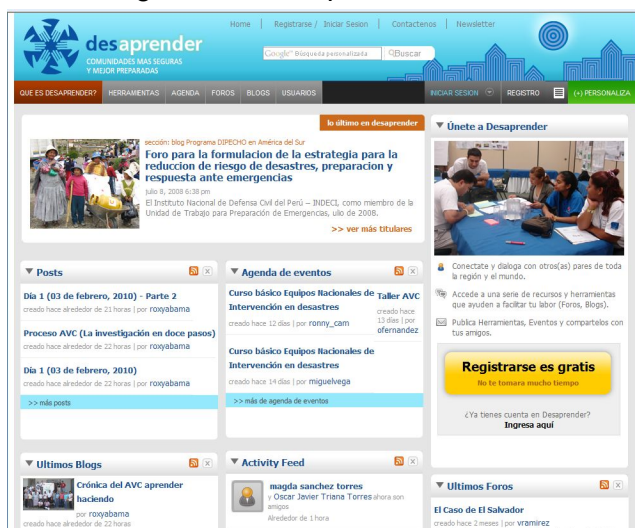 Home | Registrarse / Iniciar Sesion | Contactenos | Newsletter
desaprender
COMUNIDADES MAS SEGURAS
Y MEJOR PREPARADAS
Google™ Búsqueda personalizada
Buscar
QUE ES DESAPRENDER? HERRAMIENTAS AGENDA FOROS BLOGS USUARIOS INICIAR SESION REGISTRO (+) PERSONALIZA
lo último en desaprender
sección: blog Programa DIPECHO en América del Sur
Foro para la formulacion de la estrategia para la
reduccion de riesgo de desastres, preparacion y
respuesta ante emergencias
julio 8, 2008 6:38 pm
El Instituto Nacional de Defensa Civil del Perú – INDECI, como miembro de la
Unidad de Trabajo para Preparación de Emergencias, ulio de 2008.
>> ver más titulares
Únete a Desaprender
Conectate y dialoga con otros(as) pares de toda
la región y el mundo.
Accede a una serie de recursos y herramientas
que ayuden a facilitar tu labor (Foros, Blogs).
Publica Herramientas, Eventos y compartelos con
tus amigos.
Registrarse es gratis
No te tomara mucho tiempo
¿Ya tienes cuenta en Desaprender?
Ingresa aquí
Posts
Día 1 (03 de febrero, 2010) - Parte 2
creado hace alrededor de 21 horas | por roxyabama
Proceso AVC (La investigación en doce pasos)
creado hace alrededor de 22 horas | por roxyabama
Día 1 (03 de febrero, 2010)
creado hace alrededor de 22 horas | por roxyabama
>> más posts
Agenda de eventos
Curso básico Equipos Nacionales de
Intervención en desastres
creado hace 12 días | por ronny_cam
Taller AVC
creado hace
13 días | por
ofernandez
Curso básico Equipos Nacionales de
Intervención en desastres
creado hace 14 días | por miguelvega
>> más de agenda de eventos
Ultimos Blogs
Crónica del AVC aprender
haciendo
por roxyabama
creado hace alrededor de 22 horas
Activity Feed
magda sanchez torres
y Oscar Javier Triana Torres ahora son
amigos
Alrededor de 1 hora
Ultimos Foros
El Caso de El Salvador
creado hace 2 meses | por vramirez